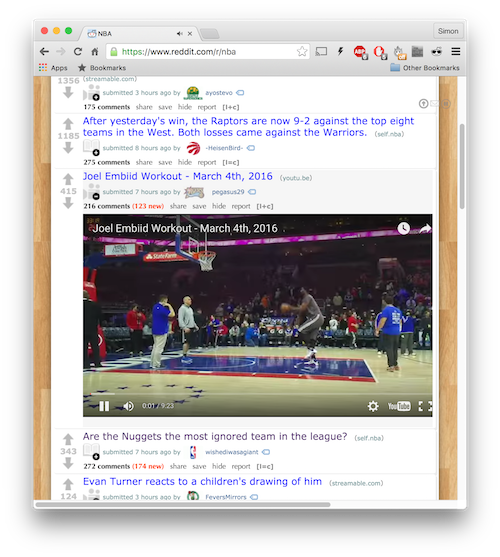 NBA
Simon
https://www.reddit.com/r/nba
ABP
Apps
Bookmarks
Other Bookmarks
1356
(streamable.com)
submitted 3 hours ago by ayostevo
175 comments share save hide report [l+c]
1185
After yesterday's win, the Raptors are now 9-2 against the top eight
teams in the West. Both losses came against the Warriors. (self.nba)
submitted 8 hours ago by -HeisenBird-
275 comments share save hide report [l=c]
415
Joel Embiid Workout - March 4th, 2016 (youtu.be)
submitted 7 hours ago by pegasus29
216 comments (123 new) share save hide report [l+c]
Joel Embiid Workout - March 4th, 2016
State Farm
0:01 / 9:23
YouTube
343
Are the Nuggets the most ignored team in the league? (self.nba)
submitted 7 hours ago by wishediwasagiant
272 comments (174 new) share save hide report [l=c]
124
Evan Turner reacts to a children's drawing of him (streamable.com)
submitted 3 hours ago by FeversMirrors